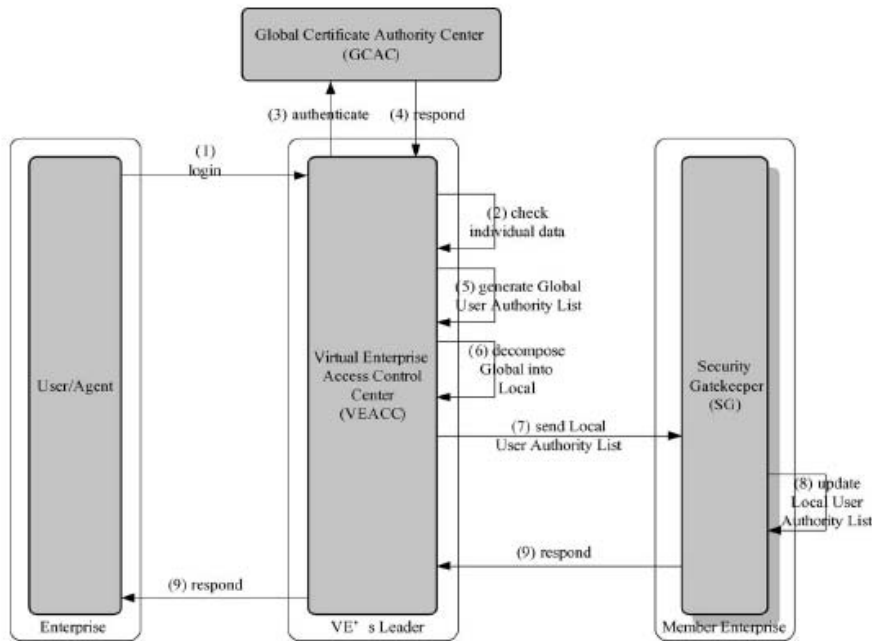 Global Certificate Authority Center
(GCAC)
(3) authenticate
(4) respond
(1)
login
(2) check
individual data
(5) generate Global
User Authority List
(6) decompose
Global into
Local
User/Agent
Virtual Enterprise
Access Control
Center
(VEACC)
Security
Gatekeeper
(SG)
(7) send Local
User Authority List
(8) update
Local User
Authority List
(9) respond
(9) respond
Enterprise
VE’ s Leader
Member Enterprise